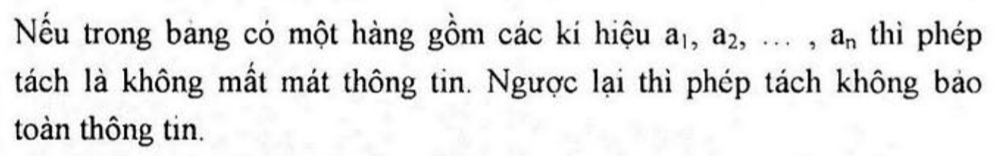 Nếu trong bảng có một hàng gồm các kí hiệu a₁, a₂, ... , aₙ thì phép
tách là không mất mát thông tin. Ngược lại thì phép tách không bảo
toàn thông tin.